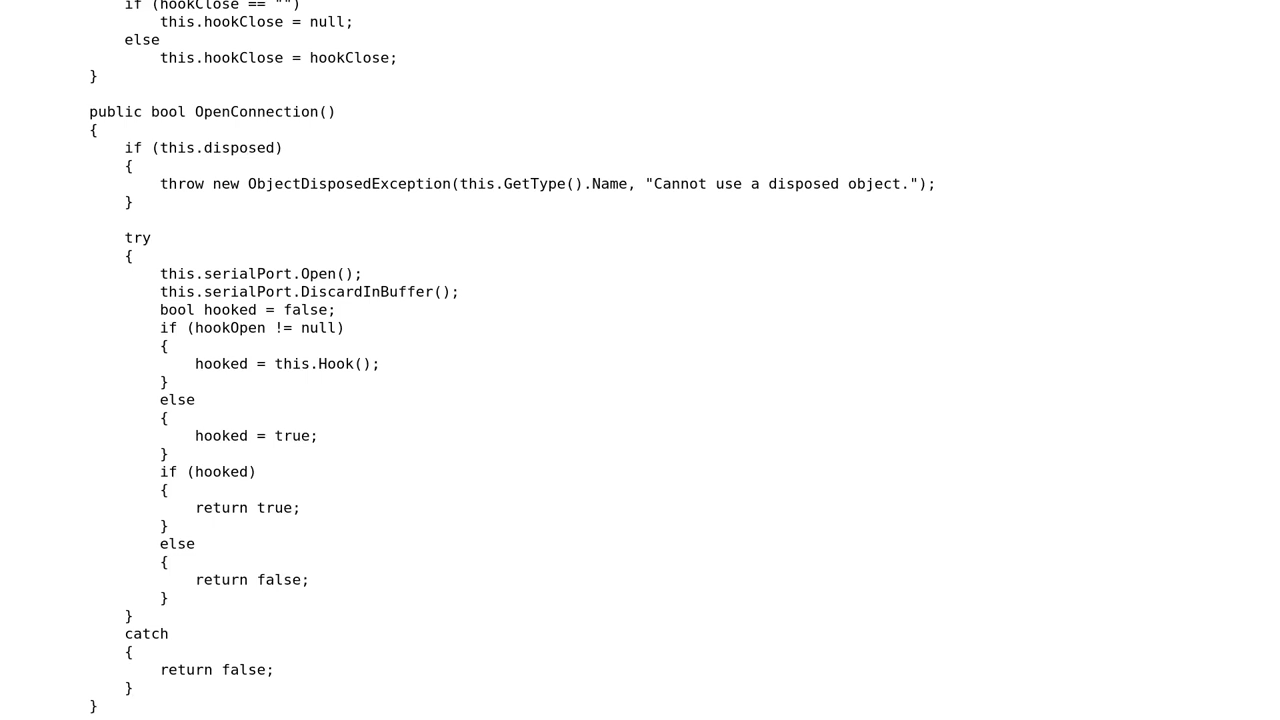 if (hookClose == "")
this.hookClose = null;
else
this.hookClose = hookClose;
}
public bool OpenConnection()
{
if (this.disposed)
{
throw new ObjectDisposedException(this.GetType().Name, "Cannot use a disposed object.");
}
try
{
this.serialPort.Open();
this.serialPort.DiscardInBuffer();
bool hooked = false;
if (hookOpen != null)
{
hooked = this.Hook();
}
else
{
hooked = true;
}
if (hooked)
{
return true;
}
else
{
return false;
}
}
catch
{
return false;
}
}